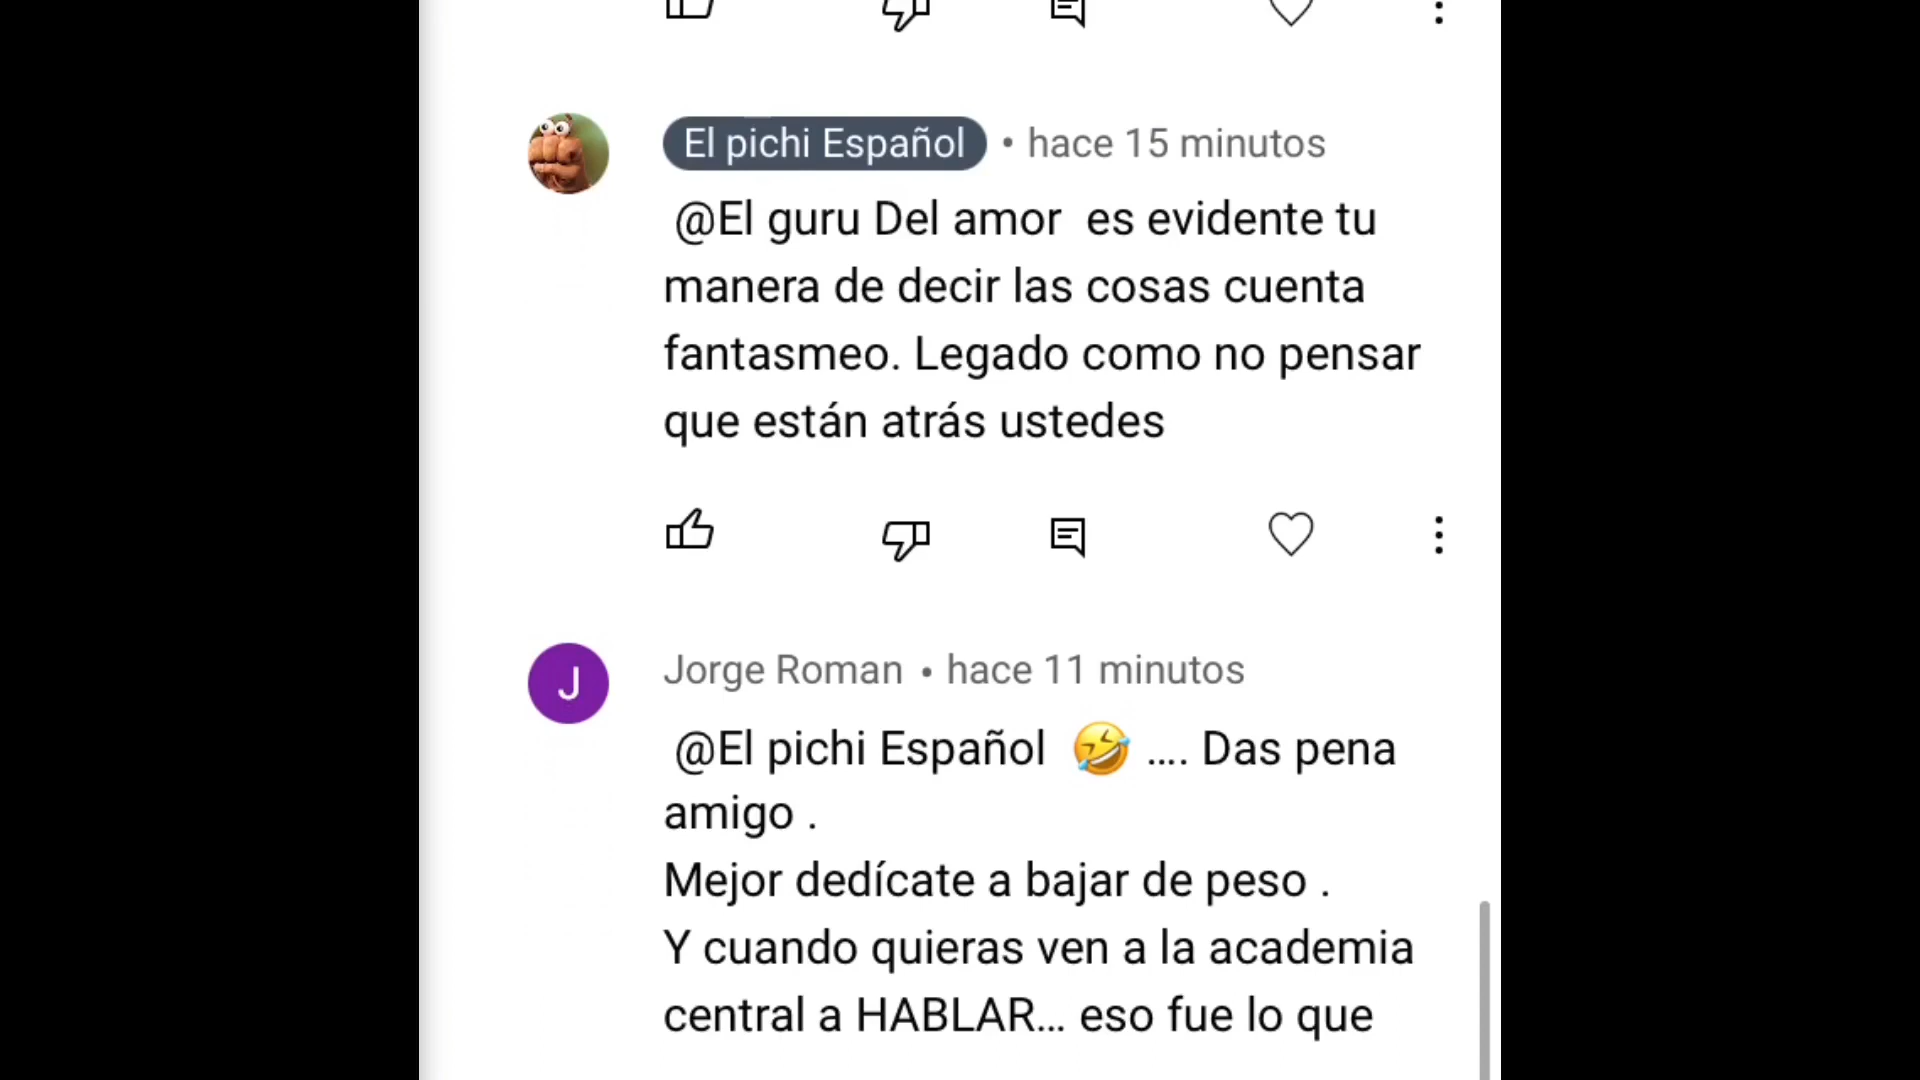 El pichi Español • hace 15 minutos
@El guru Del amor es evidente tu
manera de decir las cosas cuenta
fantasmeo. Legado como no pensar
que están atrás ustedes
J
Jorge Roman • hace 11 minutos
@El pichi Español 🤣 .... Das pena
amigo .
Mejor dedícate a bajar de peso .
Y cuando quieras ven a la academia
central a HABLAR... eso fue lo que